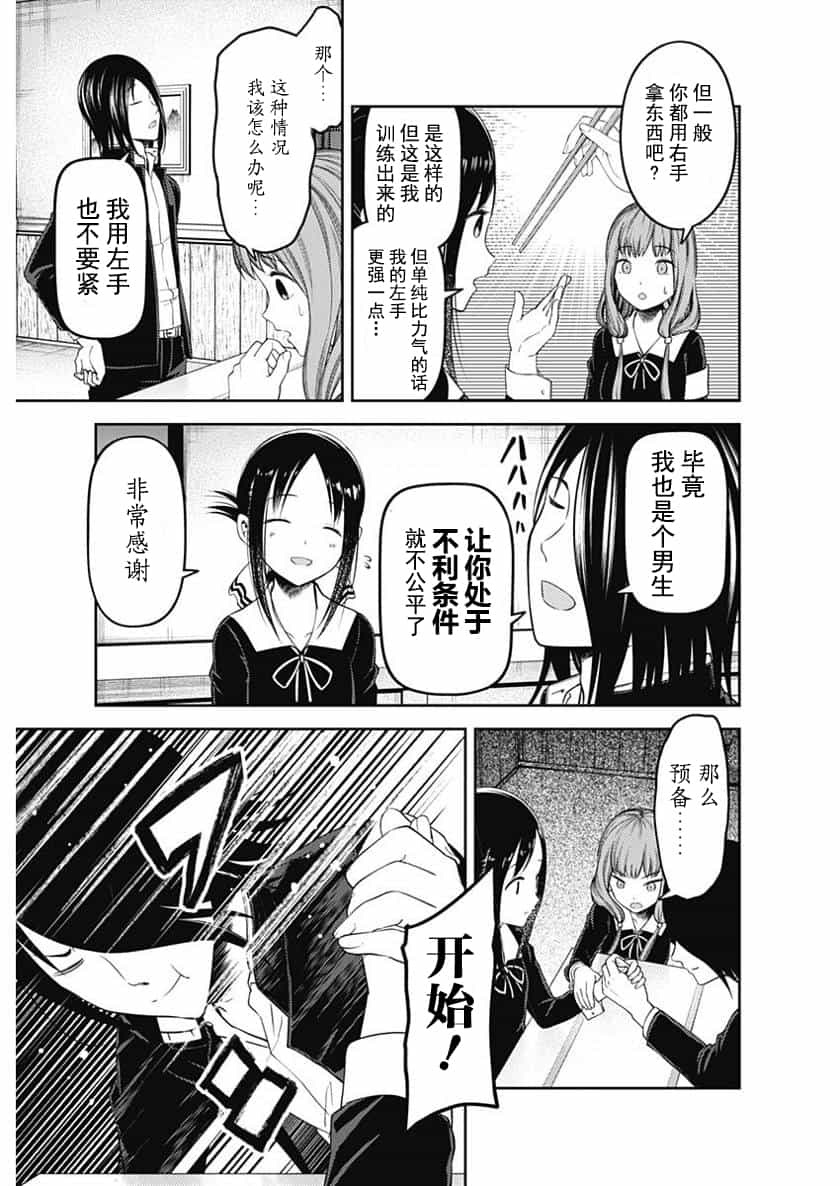 但一般
你都用右手
拿东西吧?
是这样的
但这是我
训练出来的
但单纯比力气的话
我的左手
更强一点…
那个…
这种情况
我该怎么办呢…
我用左手
也不要紧
毕竟
我也是个男生
让你处于
不利条件
就不公平了
非常感谢
那么
预备……
开始!